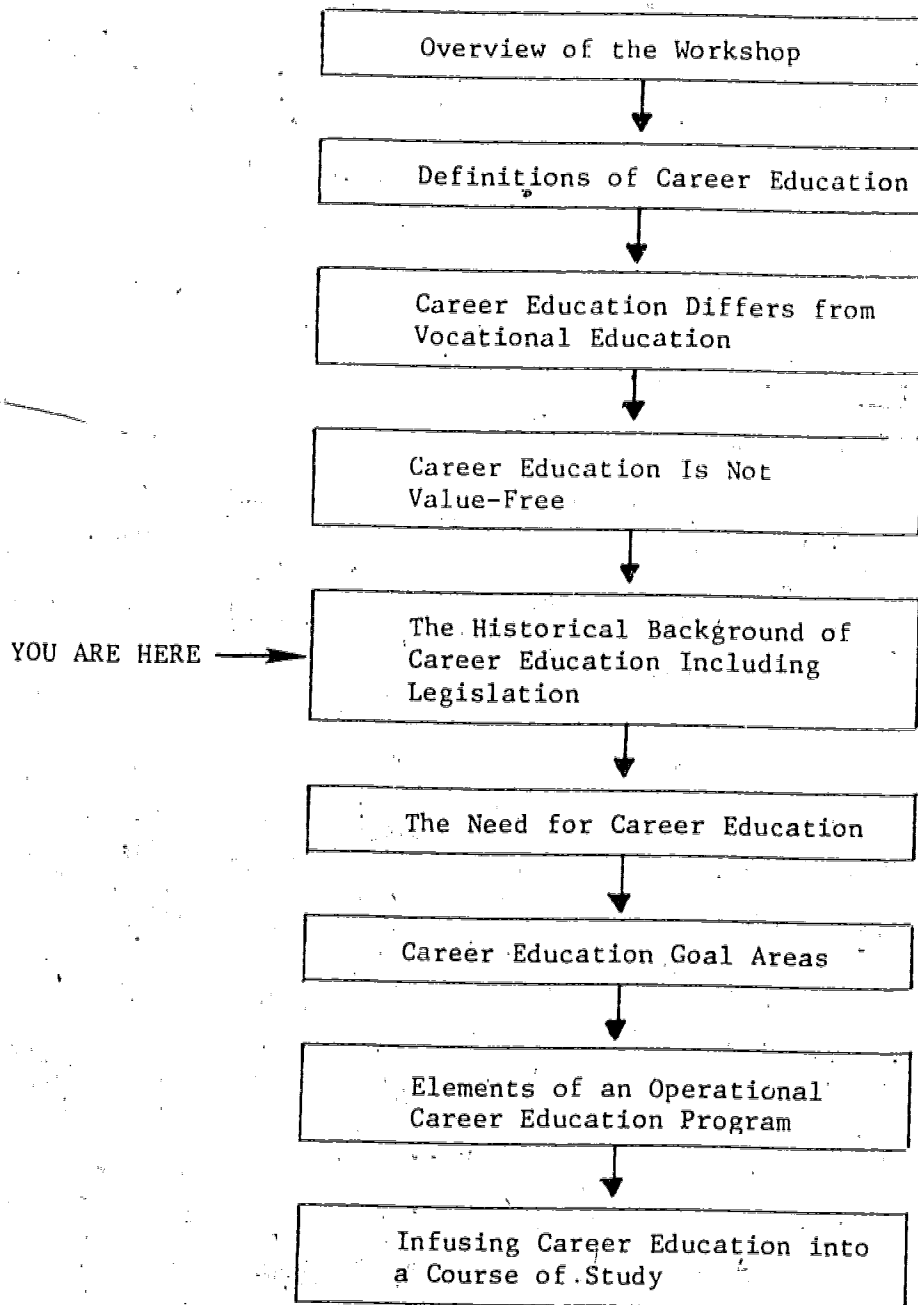 Overview of the Workshop
Definitions of Career Education
Career Education Differs from
Vocational Education
Career Education Is Not
Value-Free
The Historical Background of
YOU ARE HERE
Career Education Including
Legislation
The Need for Career Education
Career Education Goal Areas
Elements of an Operational
Career Education Program
Infusing Career Education into
a Course of Study